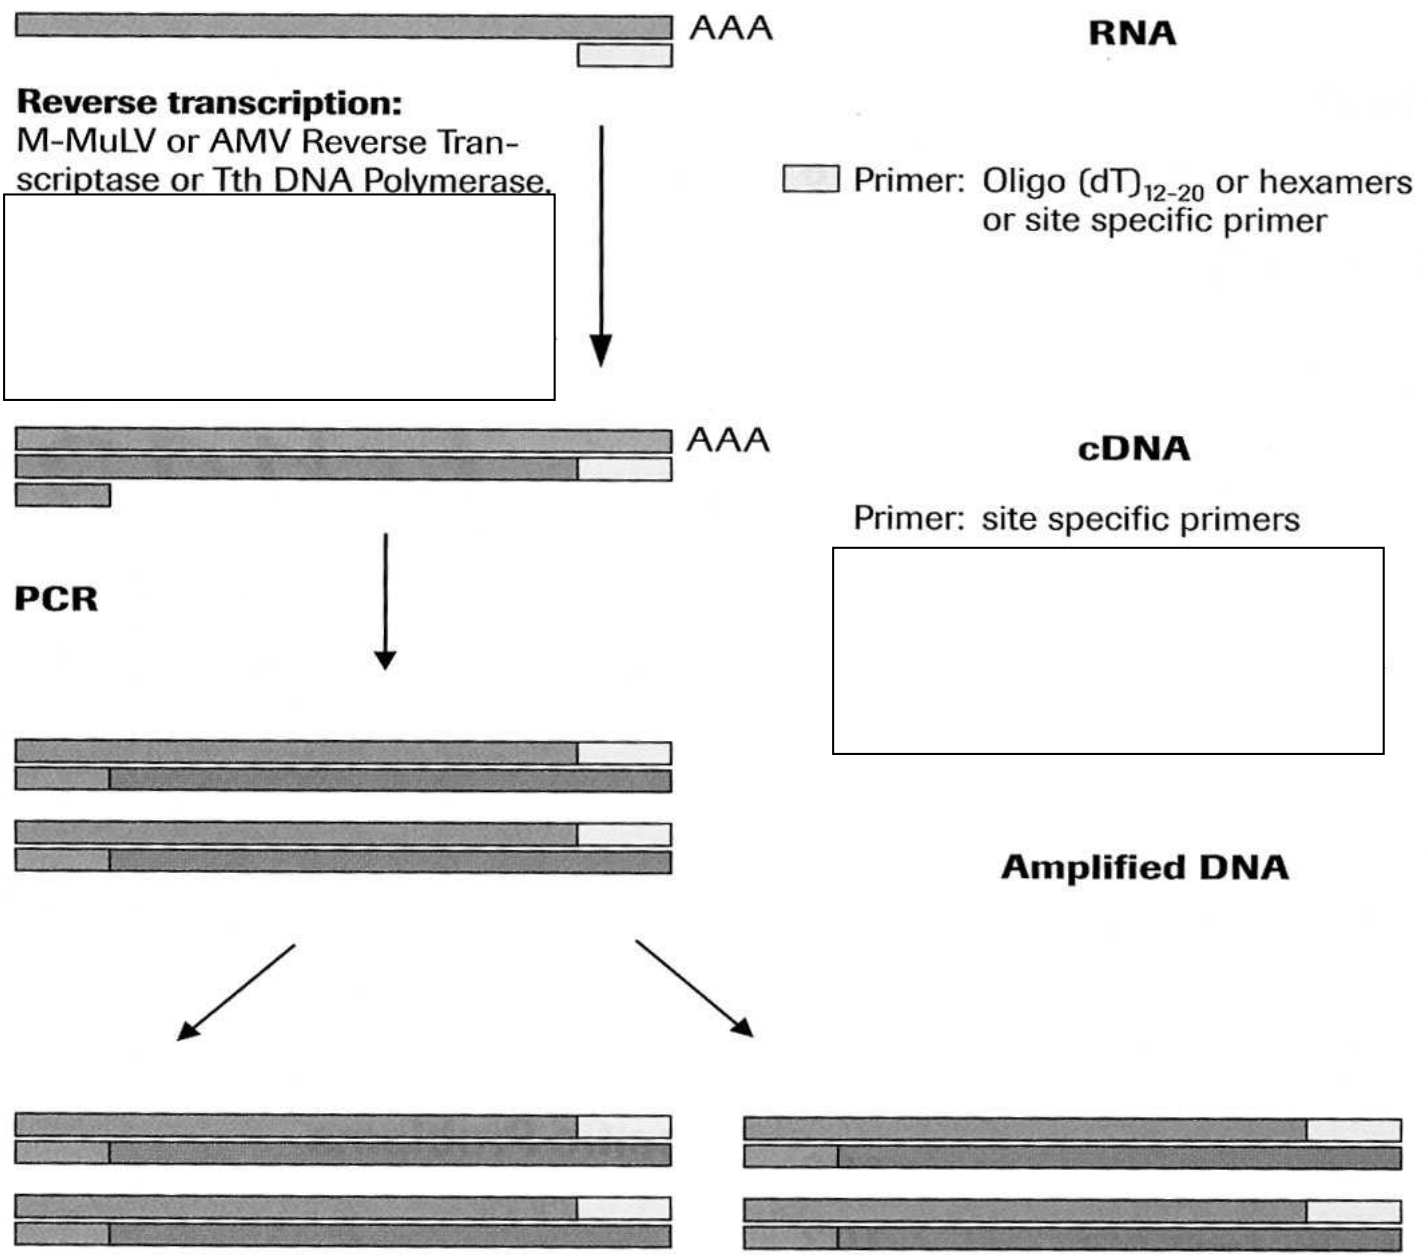 AAA
RNA
Reverse transcription:
M-MuLV or AMV Reverse Tran-
scriptase or Tth DNA Polymerase.
Primer: Oligo (dT)12-20 or hexamers
or site specific primer
AAA
cDNA
Primer: site specific primers
PCR
Amplified DNA